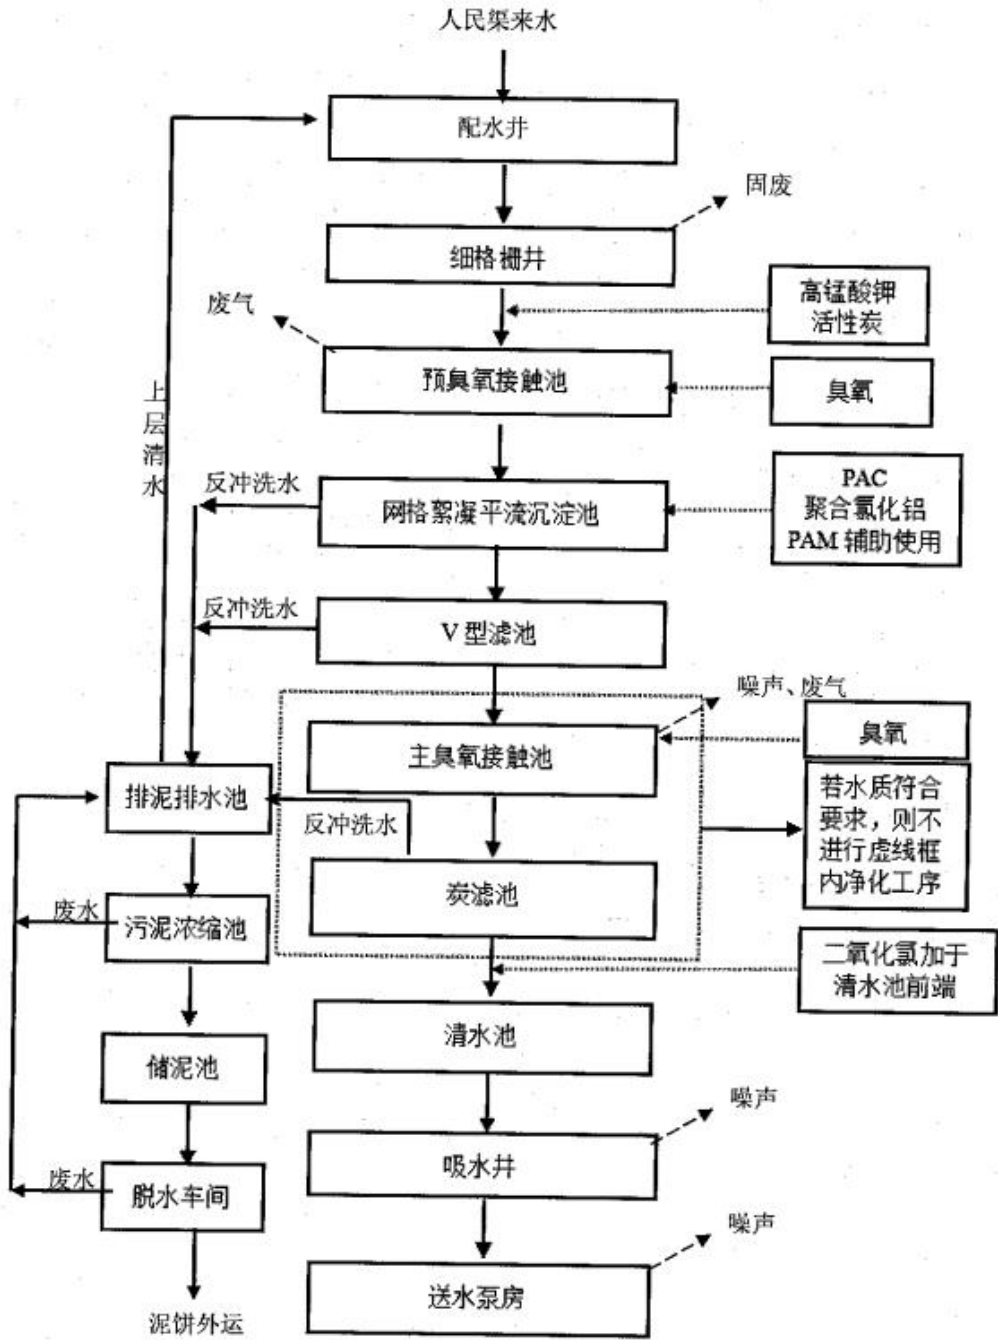 人民渠来水
配水井
固废
细格栅井
高锰酸钾
活性炭
废气
预臭氧接触池
臭氧
上层清水
反冲洗水
网格絮凝平流沉淀池
PAC
聚合氯化铝
PAM 辅助使用
反冲洗水
V 型滤池
噪声、废气
主臭氧接触池
臭氧
排泥排水池
反冲洗水
若水质符合
要求，则不
进行虚线框
内净化工序
炭滤池
废水
污泥浓缩池
二氧化氯加于
清水池前端
清水池
储泥池
噪声
吸水井
废水
脱水车间
噪声
送水泵房
泥饼外运